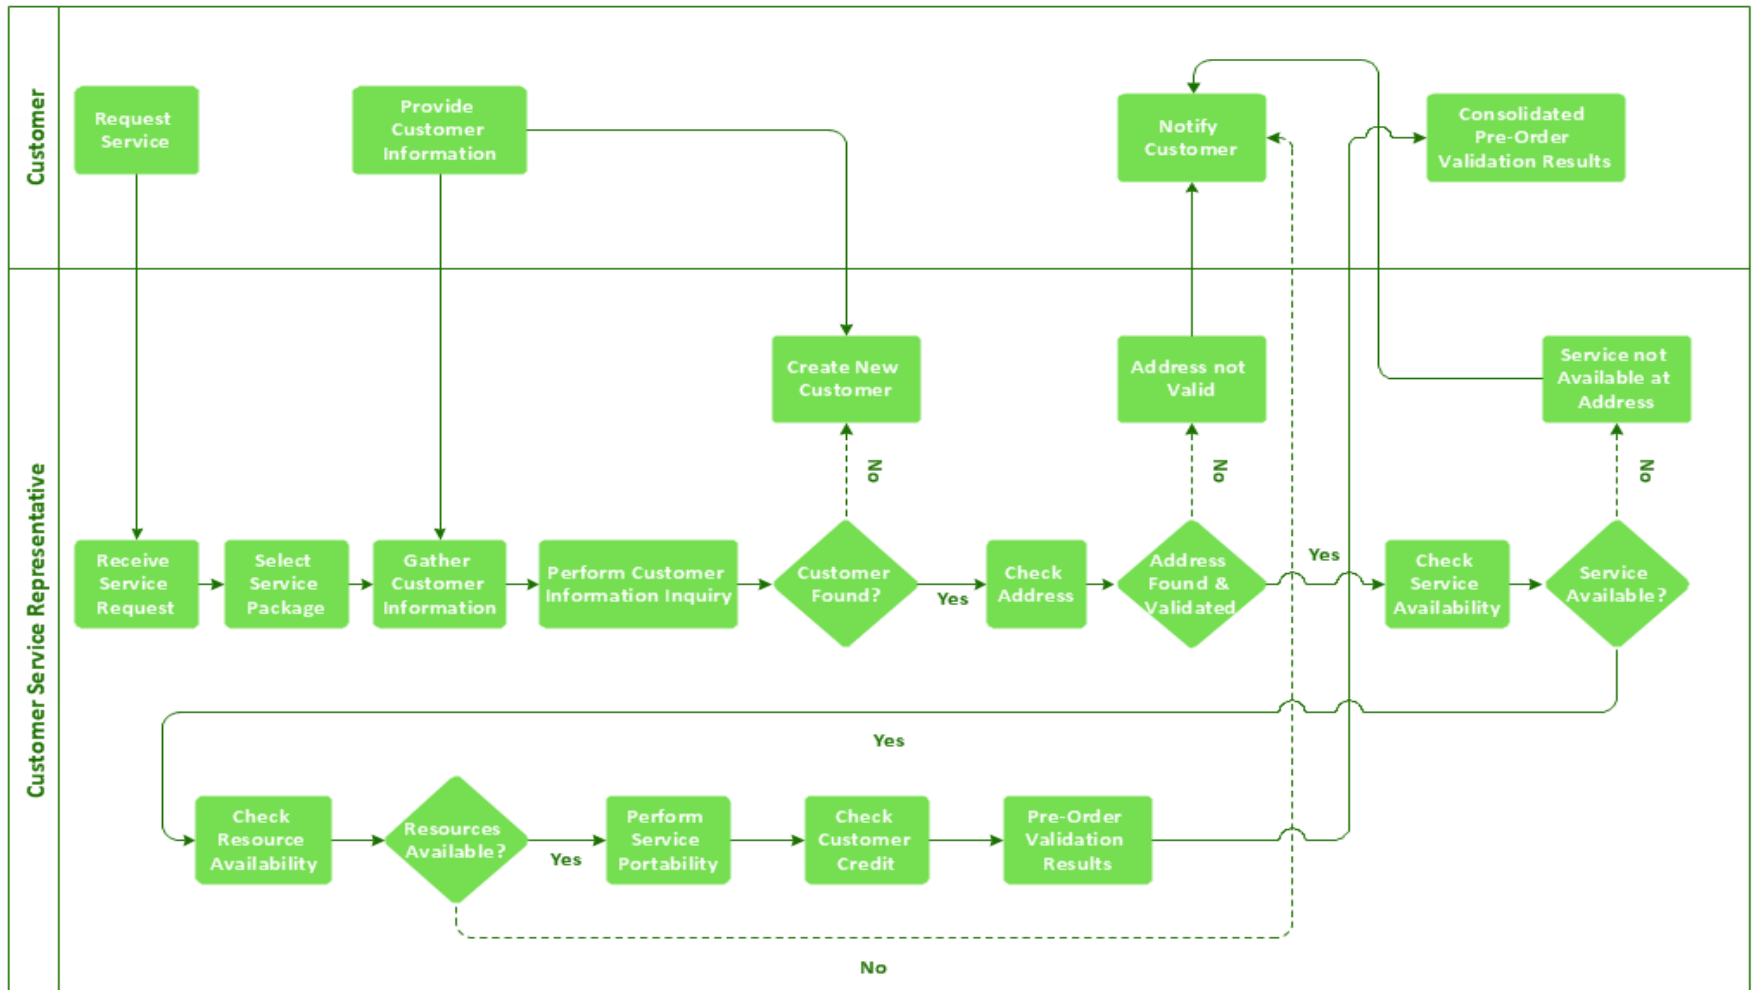 Customer
Request
Service
Provide
Customer
Information
Notify
Customer
Consolidated
Pre-Order
Validation Results
Customer Service Representative
Create New
Customer
Address not
Valid
Service not
Available at
Address
No
No
No
Receive
Service
Request
Select
Service
Package
Gather
Customer
Information
Perform Customer
Information Inquiry
Customer
Found?
Yes
Check
Address
Address
Found &
Validated
Yes
Check
Service
Availability
Service
Available?
Yes
Check
Resource
Availability
Resources
Available?
Yes
Perform
Service
Portability
Check
Customer
Credit
Pre-Order
Validation
Results
No